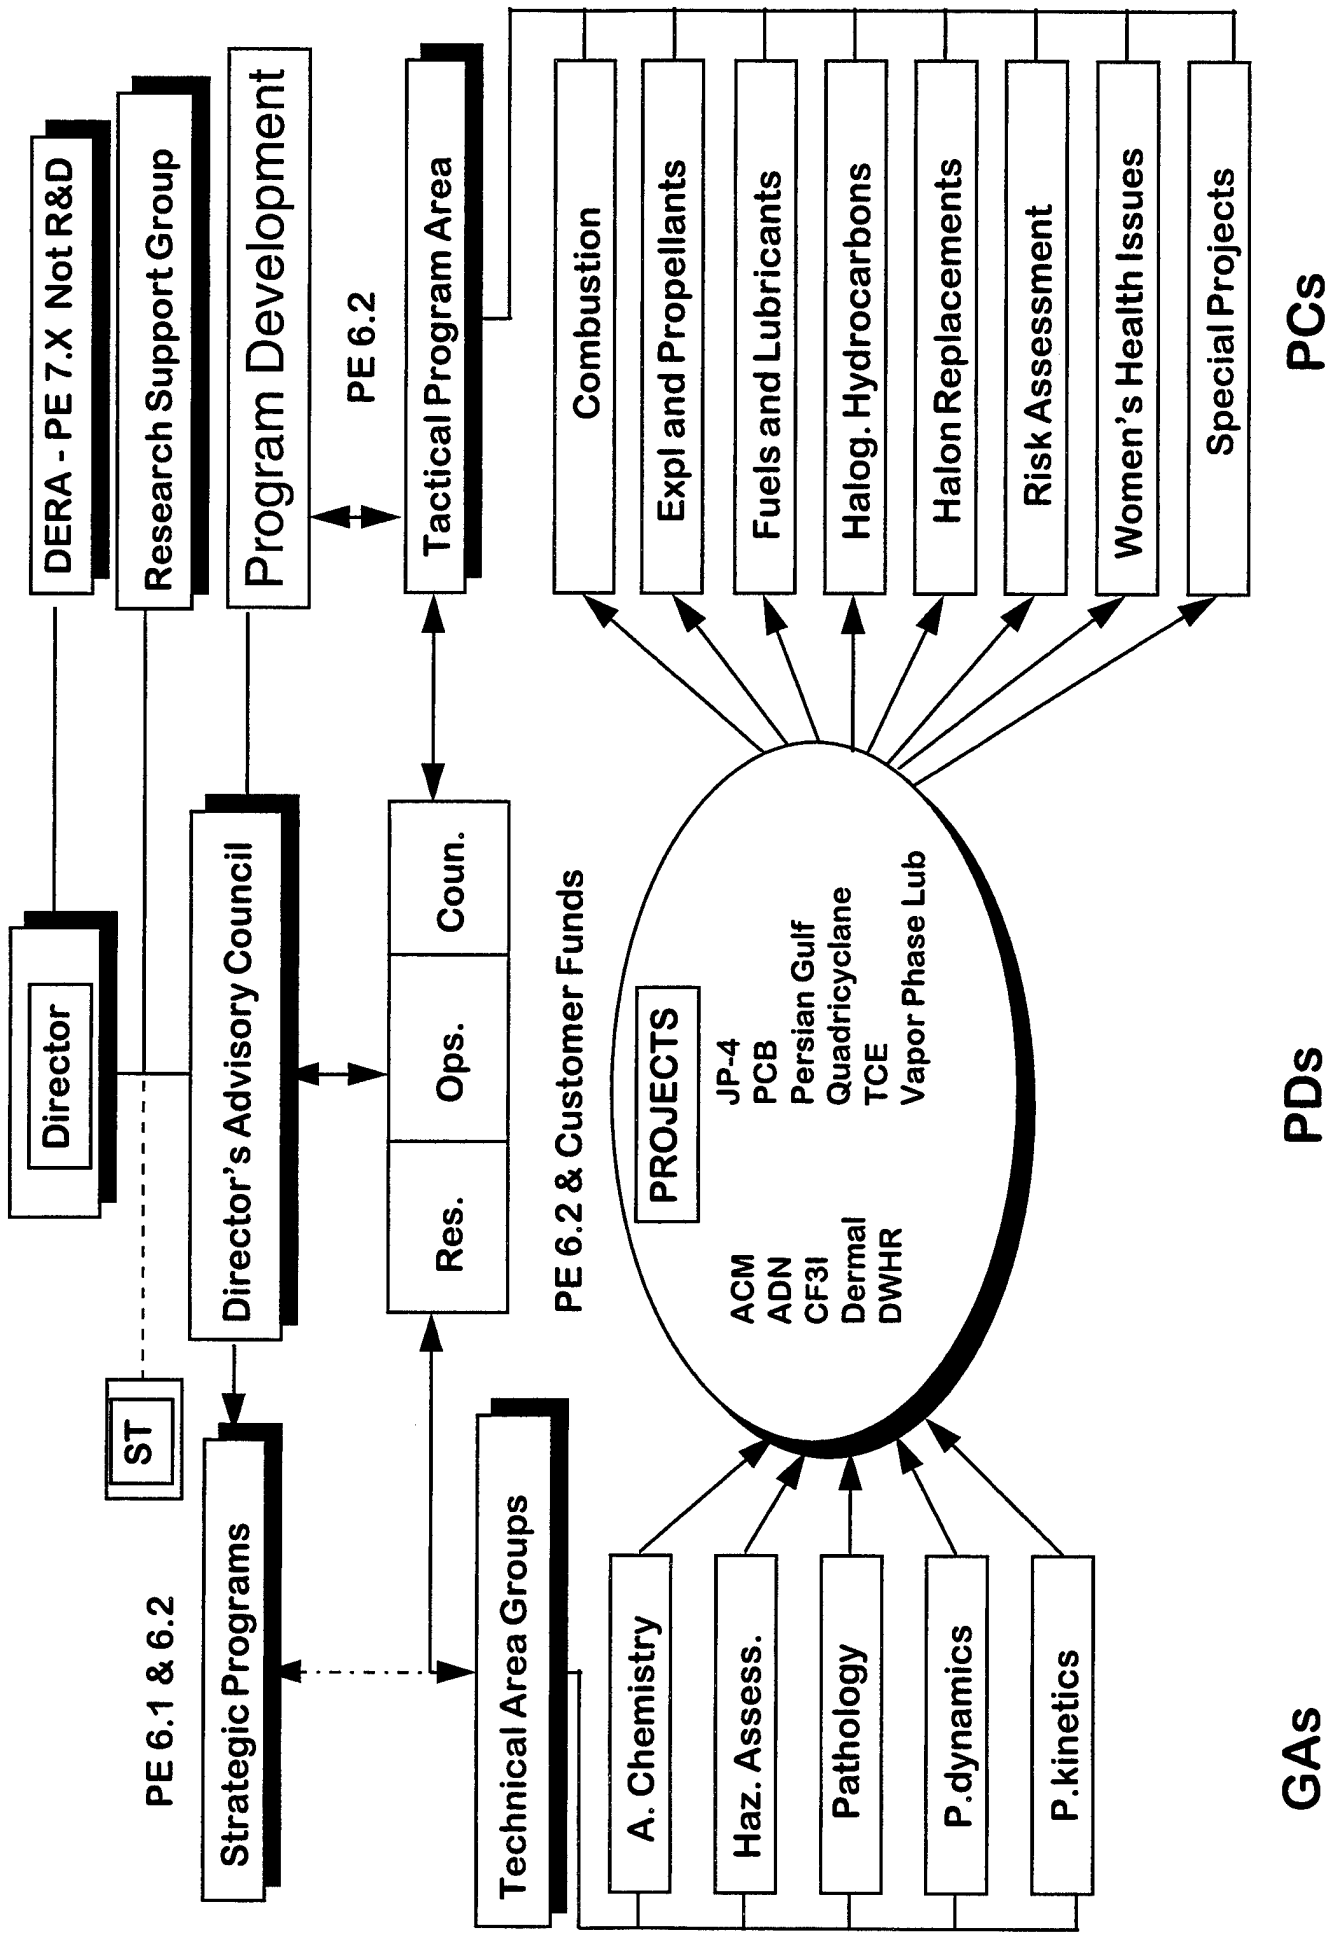 Director
DERA - PE 7.X Not R&D
ST
Research Support Group
PE 6.1 & 6.2
Strategic Programs
Director's Advisory Council
Program Development
PE 6.2
Res.
Ops.
Coun.
Tactical Program Area
Technical Area Groups
PE 6.2 & Customer Funds
A. Chemistry
Haz. Assess.
Pathology
P.dynamics
P.kinetics
PROJECTS
ACM
ADN
CF3I
Dermal
DWHR
JP-4
PCB
Persian Gulf
Quadricyclane
TCE
Vapor Phase Lub
Combustion
Expl and Propellants
Fuels and Lubricants
Halog. Hydrocarbons
Halon Replacements
Risk Assessment
Women's Health Issues
Special Projects
GAs
PDs
PCs